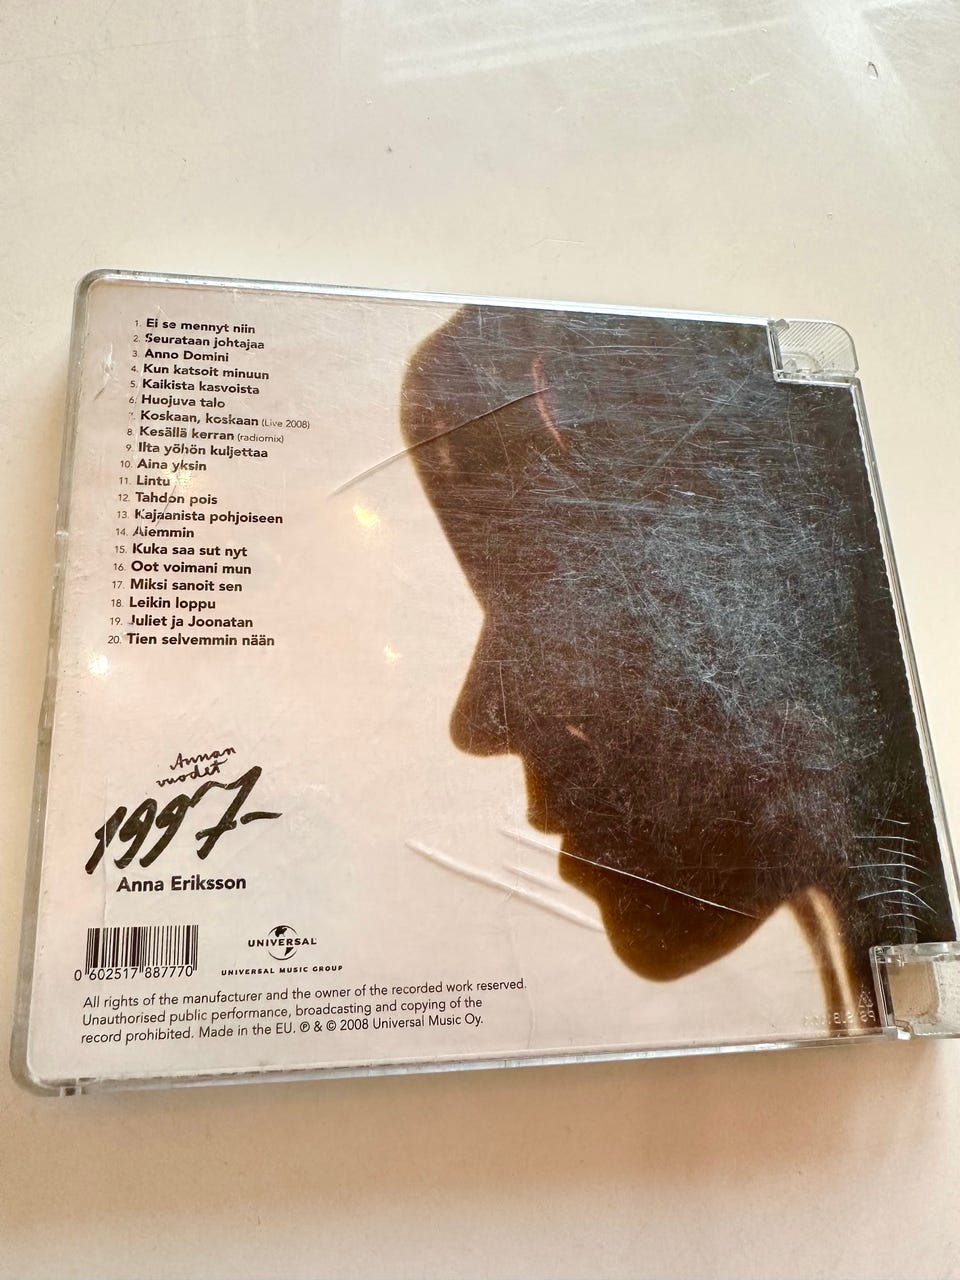 1. Ei se mennyt niin
2. Seurataan johtajaa
3. Anno Domini
4. Kun katsoit minuun
5. Kaikista kasvoista
6. Huojuva talo
7. Koskaan, koskaan (Live 2008)
8. Kesällä kerran (radiomix)
9. Ilta yöhön kuljettaa
10. Aina yksin
11. Lintu
12. Tahdon pois
13. Kajaanista pohjoiseen
14. Aiemmin
15. Kuka saa sut nyt
16. Oot voimani mun
17. Miksi sanoit sen
18. Leikin loppu
19. Juliet ja Joonatan
20. Tien selvemmin nään
Annan
vuodet
1997-
Anna Eriksson
0 602517 887770
UNIVERSAL
UNIVERSAL MUSIC GROUP
All rights of the manufacturer and the owner of the recorded work reserved.
Unauthorised public performance, broadcasting and copying of the
record prohibited. Made in the EU. ℗ & © 2008 Universal Music Oy.